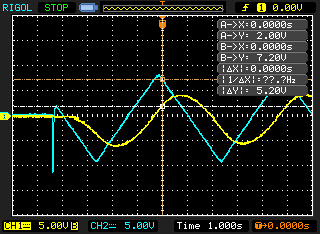 RIGOL STOP f 1 0.00V
A->X: 0.0000s
A->Y: 2.00V
B->X: 0.0000s
B->Y: 7.20V
|ΔX|: 0.0000s
|1/ΔX|: ??.?Hz
|ΔY|: 5.20V
CH1 5.00V B CH2 5.00V Time 1.000s T→0.0000s